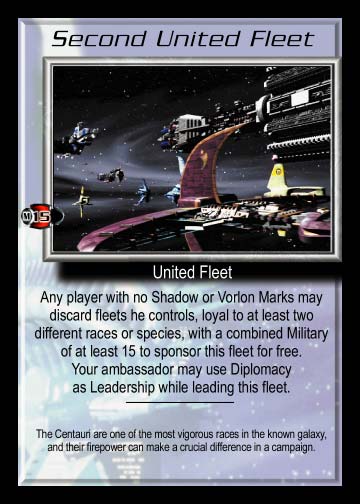 Second United Fleet
M 15
United Fleet
Any player with no Shadow or Vorlon Marks may
discard fleets he controls, loyal to at least two
different races or species, with a combined Military
of at least 15 to sponsor this fleet for free.
Your ambassador may use Diplomacy
as Leadership while leading this fleet.
The Centauri are one of the most vigorous races in the known galaxy,
and their firepower can make a crucial difference in a campaign.